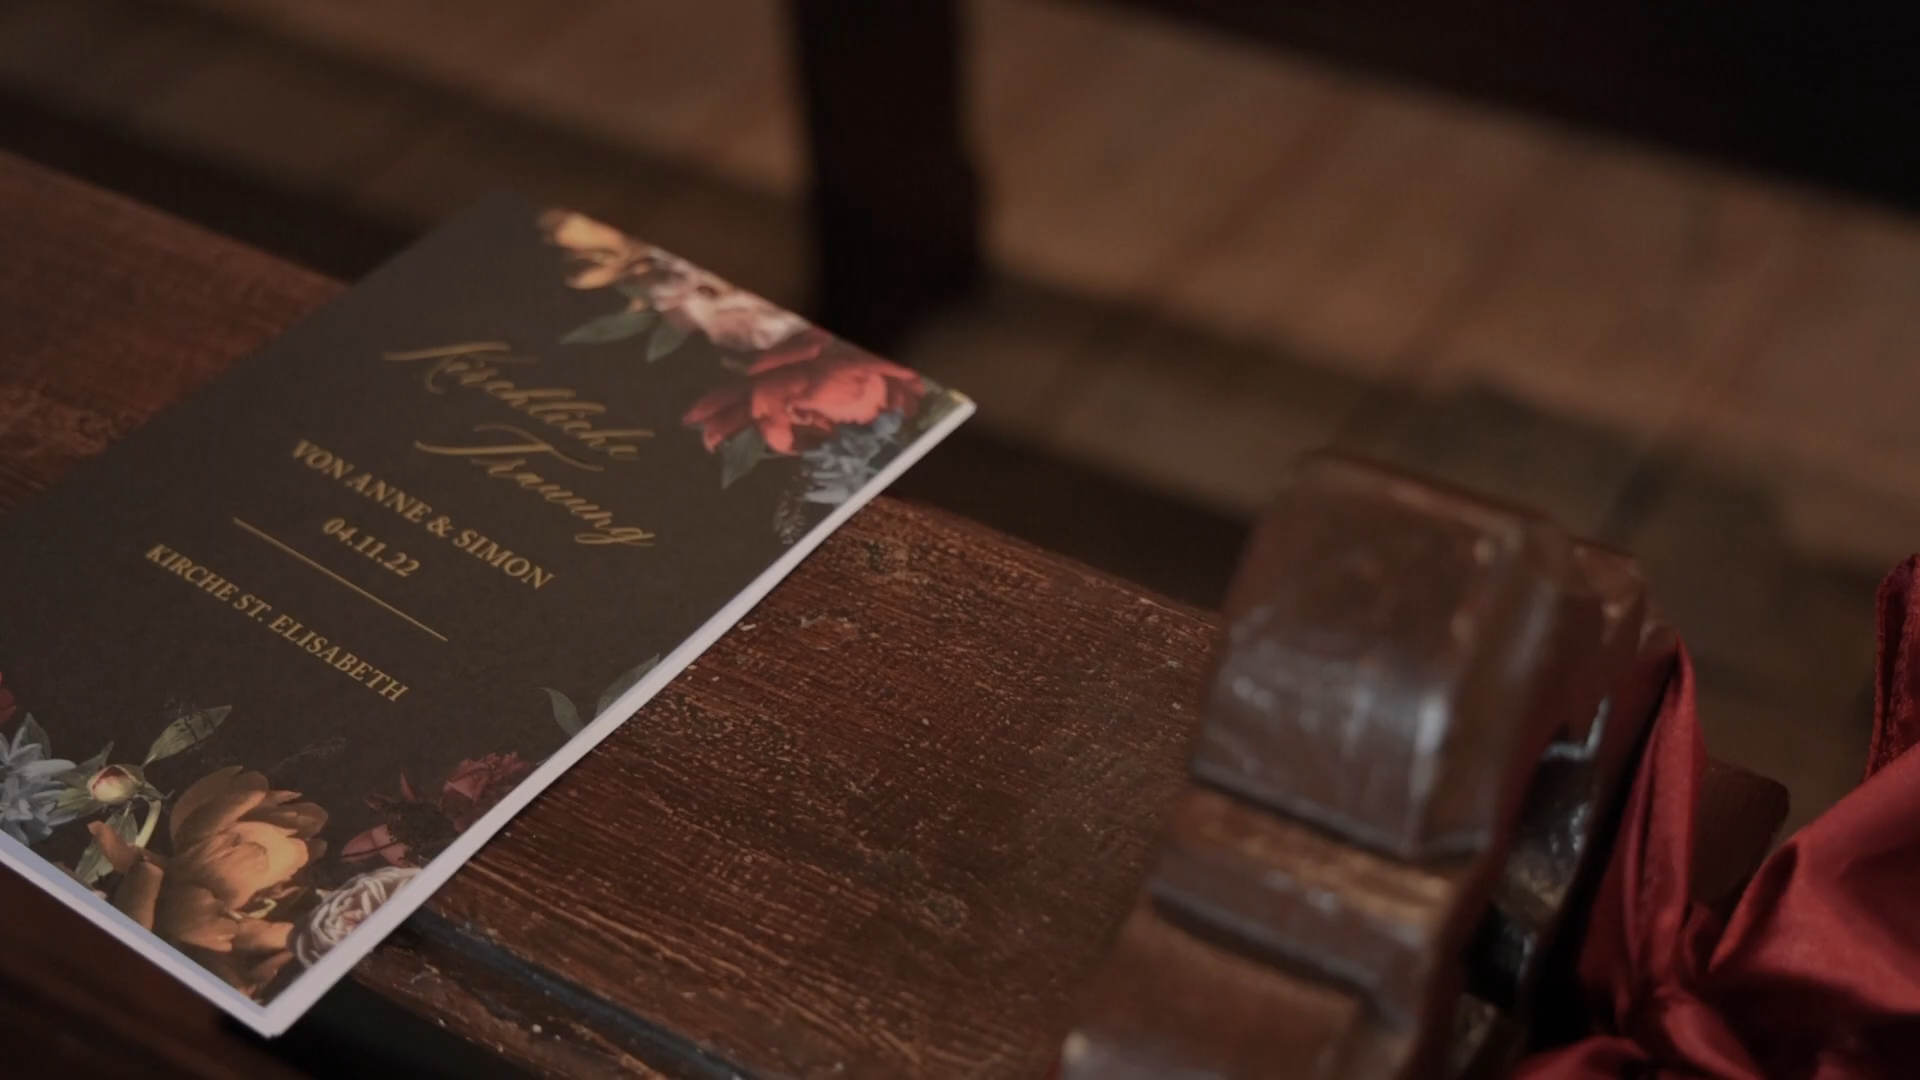 Kirchliche
Trauung
VON ANNE & SIMON
04.11.22
KIRCHE ST. ELISABETH